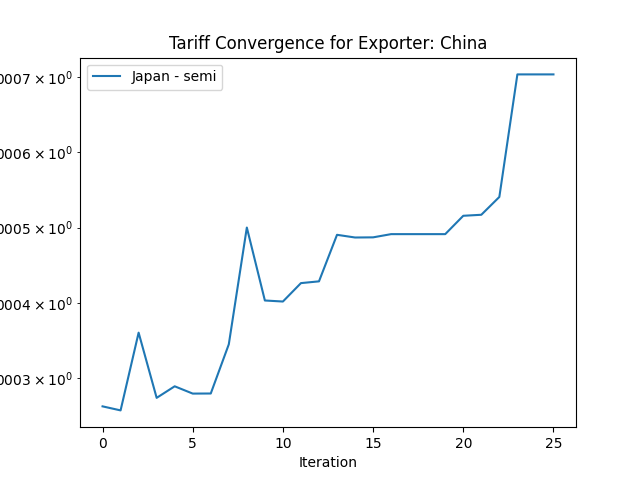 Tariff Convergence for Exporter: China
Japan - semi
0007 × 10⁰
0006 × 10⁰
0005 × 10⁰
0004 × 10⁰
0003 × 10⁰
0 5 10 15 20 25
Iteration